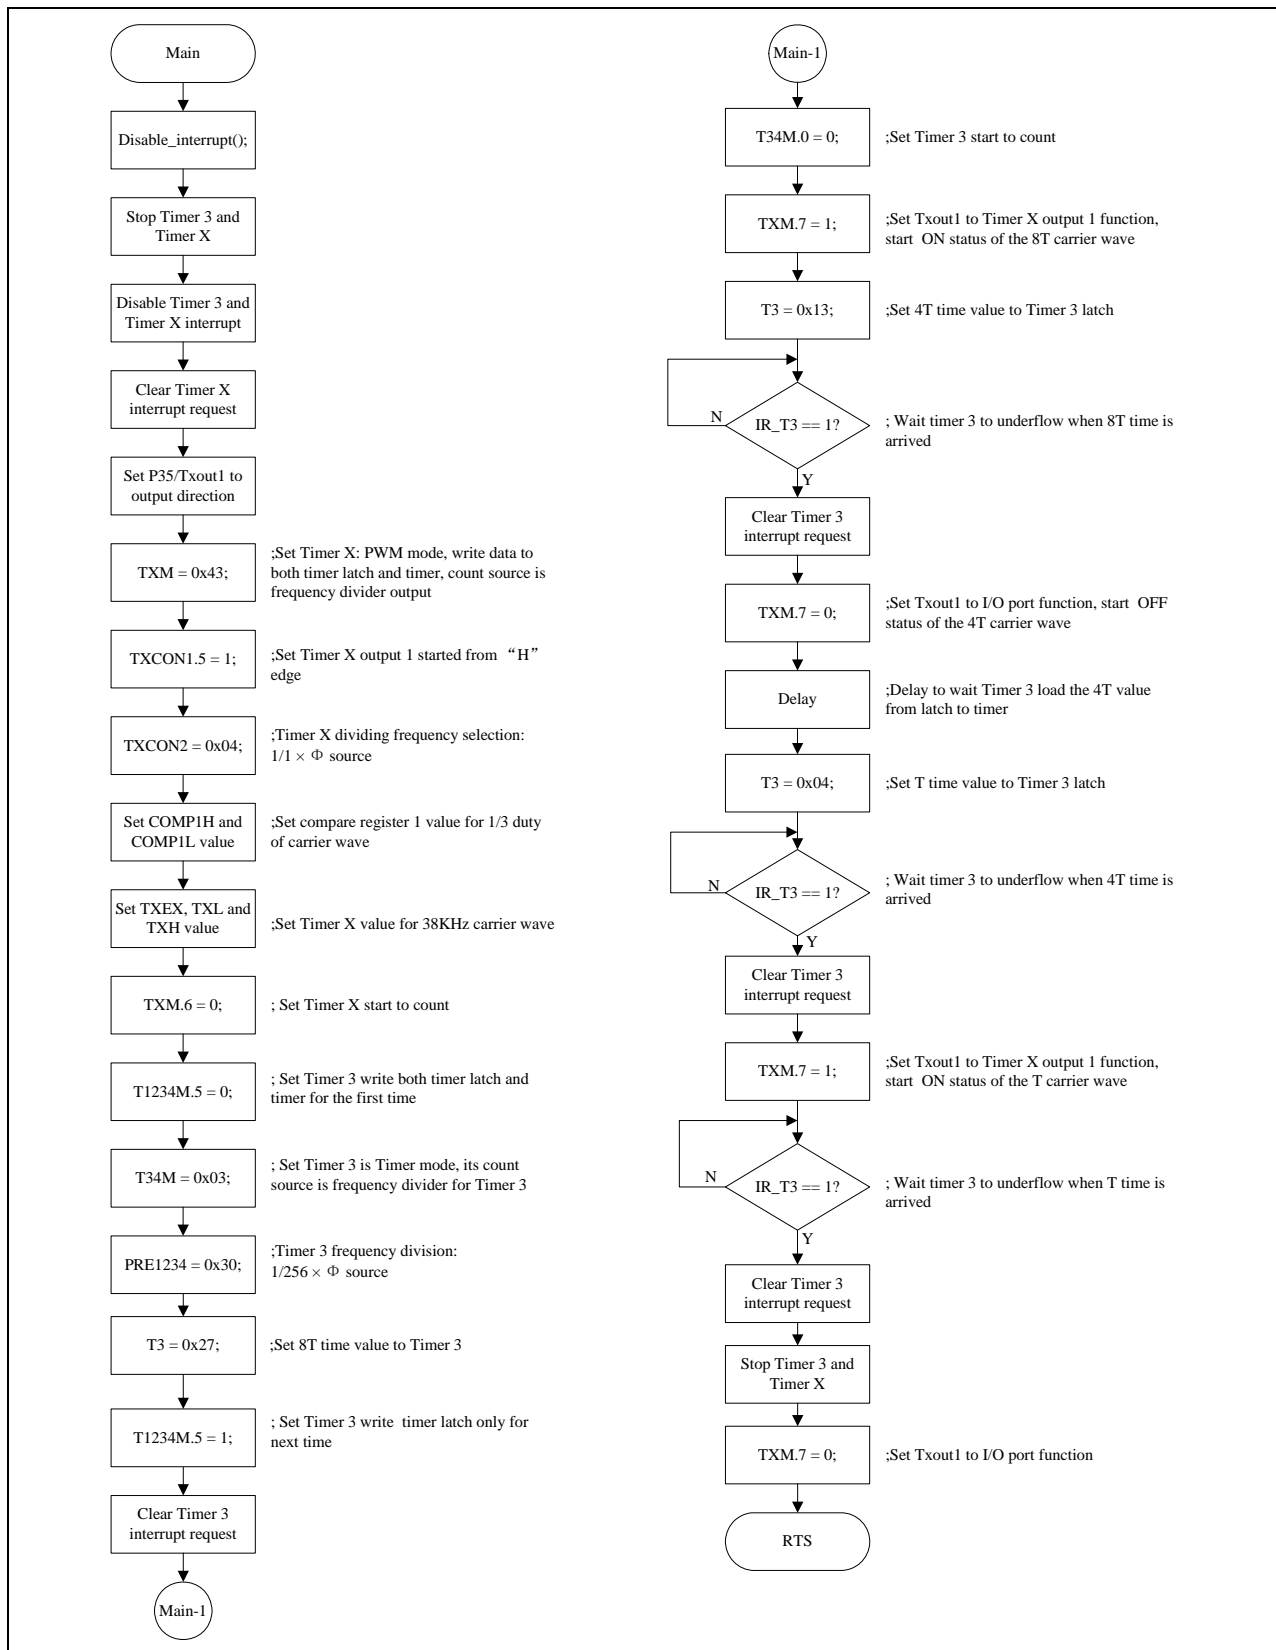 Main
Disable_interrupt();
Stop Timer 3 and
Timer X
Disable Timer 3 and
Timer X interrupt
Clear Timer X
interrupt request
Set P35/Txout1 to
output direction
TXM = 0x43;
;Set Timer X: PWM mode, write data to
both timer latch and timer, count source is
frequency divider output
TXCON1.5 = 1;
;Set Timer X output 1 started from “H”
edge
TXCON2 = 0x04;
;Timer X dividing frequency selection:
1/1 × Φ source
Set COMP1H and
COMP1L value
;Set compare register 1 value for 1/3 duty
of carrier wave
Set TXEX, TXL and
TXH value
;Set Timer X value for 38KHz carrier wave
TXM.6 = 0;
; Set Timer X start to count
T1234M.5 = 0;
; Set Timer 3 write both timer latch and
timer for the first time
T34M = 0x03;
; Set Timer 3 is Timer mode, its count
source is frequency divider for Timer 3
PRE1234 = 0x30;
;Timer 3 frequency division:
1/256 × Φ source
T3 = 0x27;
;Set 8T time value to Timer 3
T1234M.5 = 1;
; Set Timer 3 write  timer latch only for
next time
Clear Timer 3
interrupt request
Main-1
Main-1
T34M.0 = 0;
;Set Timer 3 start to count
TXM.7 = 1;
;Set Txout1 to Timer X output 1 function,
start  ON status of the 8T carrier wave
T3 = 0x13;
;Set 4T time value to Timer 3 latch
N
IR_T3 == 1?
; Wait timer 3 to underflow when 8T time is
arrived
Y
Clear Timer 3
interrupt request
TXM.7 = 0;
;Set Txout1 to I/O port function, start  OFF
status of the 4T carrier wave
Delay
;Delay to wait Timer 3 load the 4T value
from latch to timer
T3 = 0x04;
;Set T time value to Timer 3 latch
N
IR_T3 == 1?
; Wait timer 3 to underflow when 4T time is
arrived
Y
Clear Timer 3
interrupt request
TXM.7 = 1;
;Set Txout1 to Timer X output 1 function,
start  ON status of the T carrier wave
N
IR_T3 == 1?
; Wait timer 3 to underflow when T time is
arrived
Y
Clear Timer 3
interrupt request
Stop Timer 3 and
Timer X
TXM.7 = 0;
;Set Txout1 to I/O port function
RTS